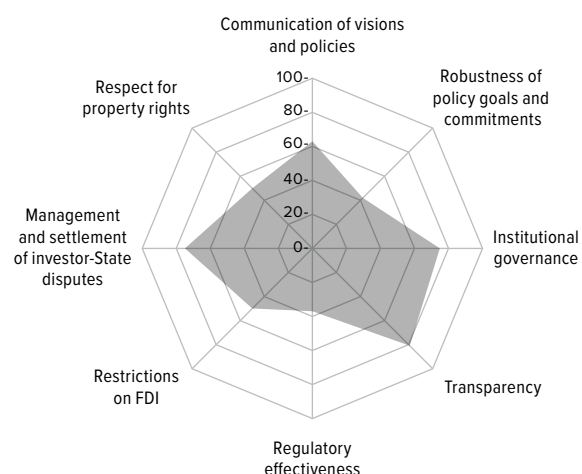 Communication of visions
and policies
Robustness of
policy goals and
commitments
Respect for
property rights
100-
80-
60-
40-
20-
0-
Management
and settlement
of investor-State
disputes
Institutional
governance
Restrictions
on FDI
Transparency
Regulatory
effectiveness